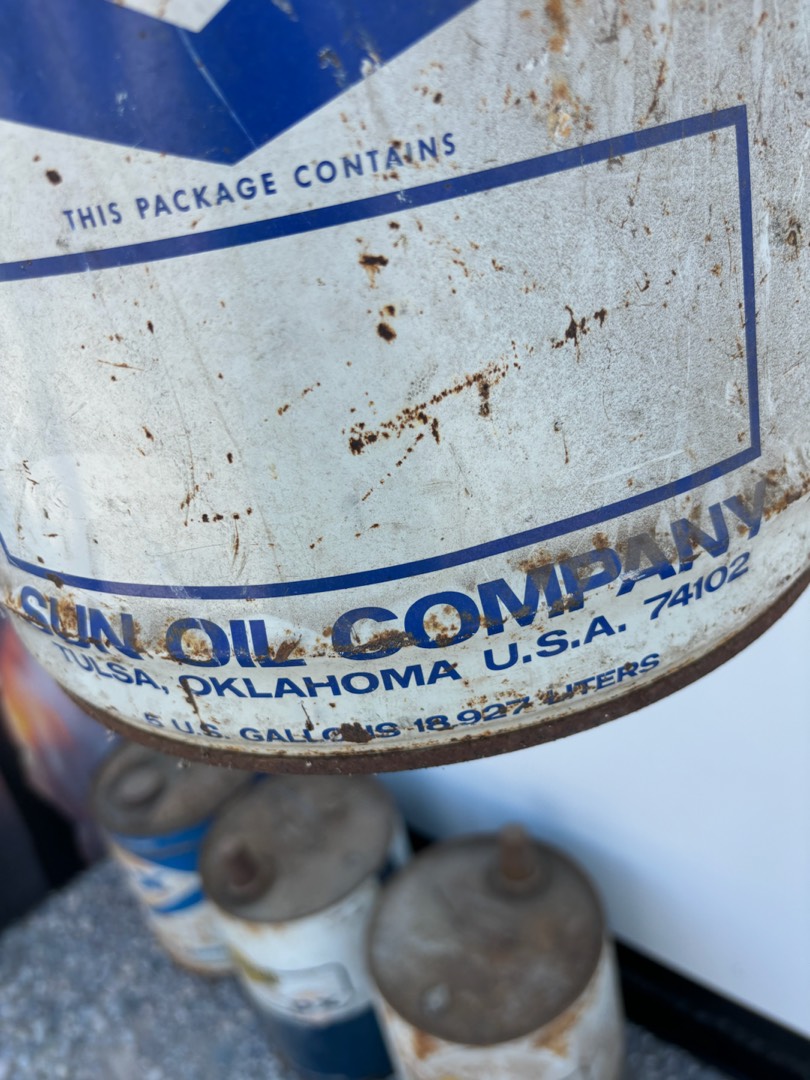 THIS PACKAGE CONTAINS
SUN OIL COMPANY
TULSA, OKLAHOMA U.S.A. 74102
5 U.S. GALLONS 18.927 LITERS